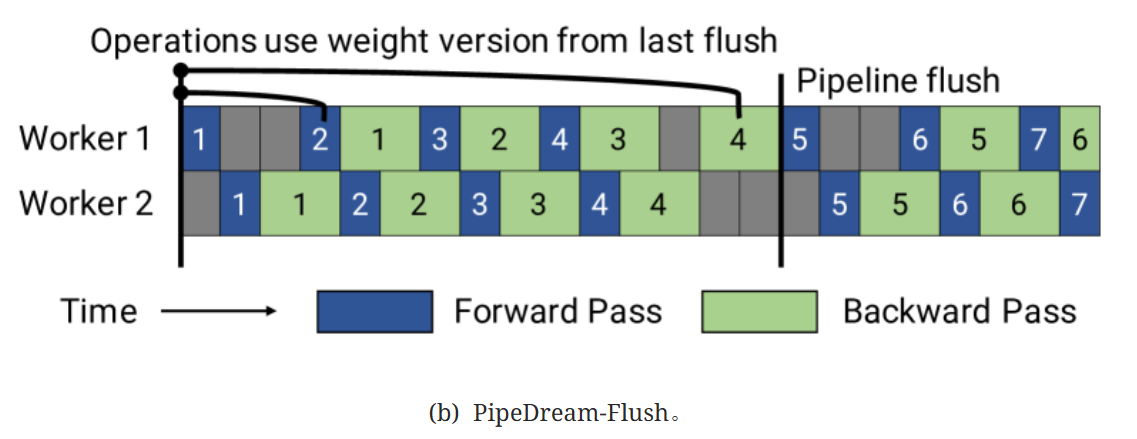 Operations use weight version from last flush
Pipeline flush
Worker 1 1 2 1 3 2 4 3 4 5 6 5 7 6
Worker 2 1 1 2 2 3 3 4 4 5 5 6 6 7
Time Forward Pass Backward Pass
(b) PipeDream-Flush。